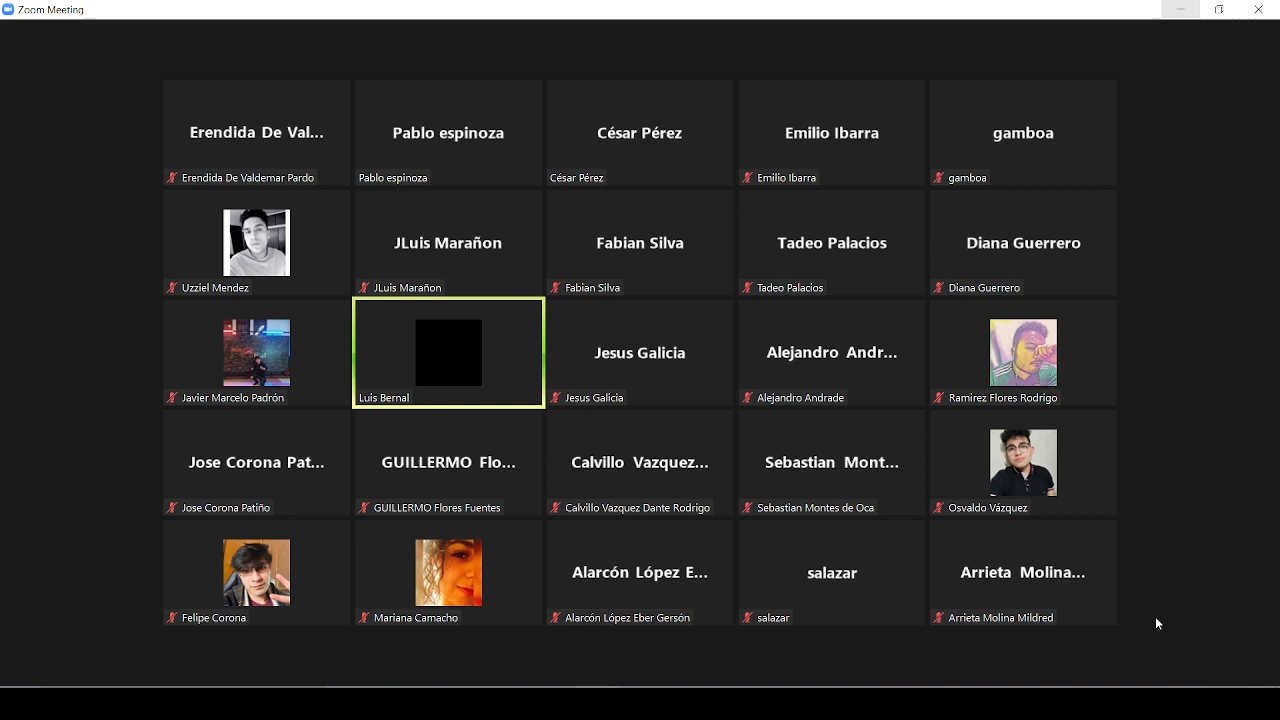 Zoom Meeting
Erendida De Val...
Pablo espinoza
César Pérez
Emilio Ibarra
gamboa
Erendida De Valdemar Pardo
Pablo espinoza
César Pérez
Emilio Ibarra
gamboa
JLuis Marañon
Fabian Silva
Tadeo Palacios
Diana Guerrero
Uzziel Mendez
JLuis Marañon
Fabian Silva
Tadeo Palacios
Diana Guerrero
Jesus Galicia
Alejandro Andr...
Javier Marcelo Padrón
Luis Bernal
Jesus Galicia
Alejandro Andrade
Ramirez Flores Rodrigo
Jose Corona Pat...
GUILLERMO Flo...
Calvillo Vazquez...
Sebastian Mont...
Jose Corona Patiño
GUILLERMO Flores Fuentes
Calvillo Vazquez Dante Rodrigo
Sebastian Montes de Oca
Osvaldo Vázquez
Alarcón López E...
salazar
Arrieta Molina...
Felipe Corona
Mariana Camacho
Alarcón López Eber Gersón
salazar
Arrieta Molina Mildred